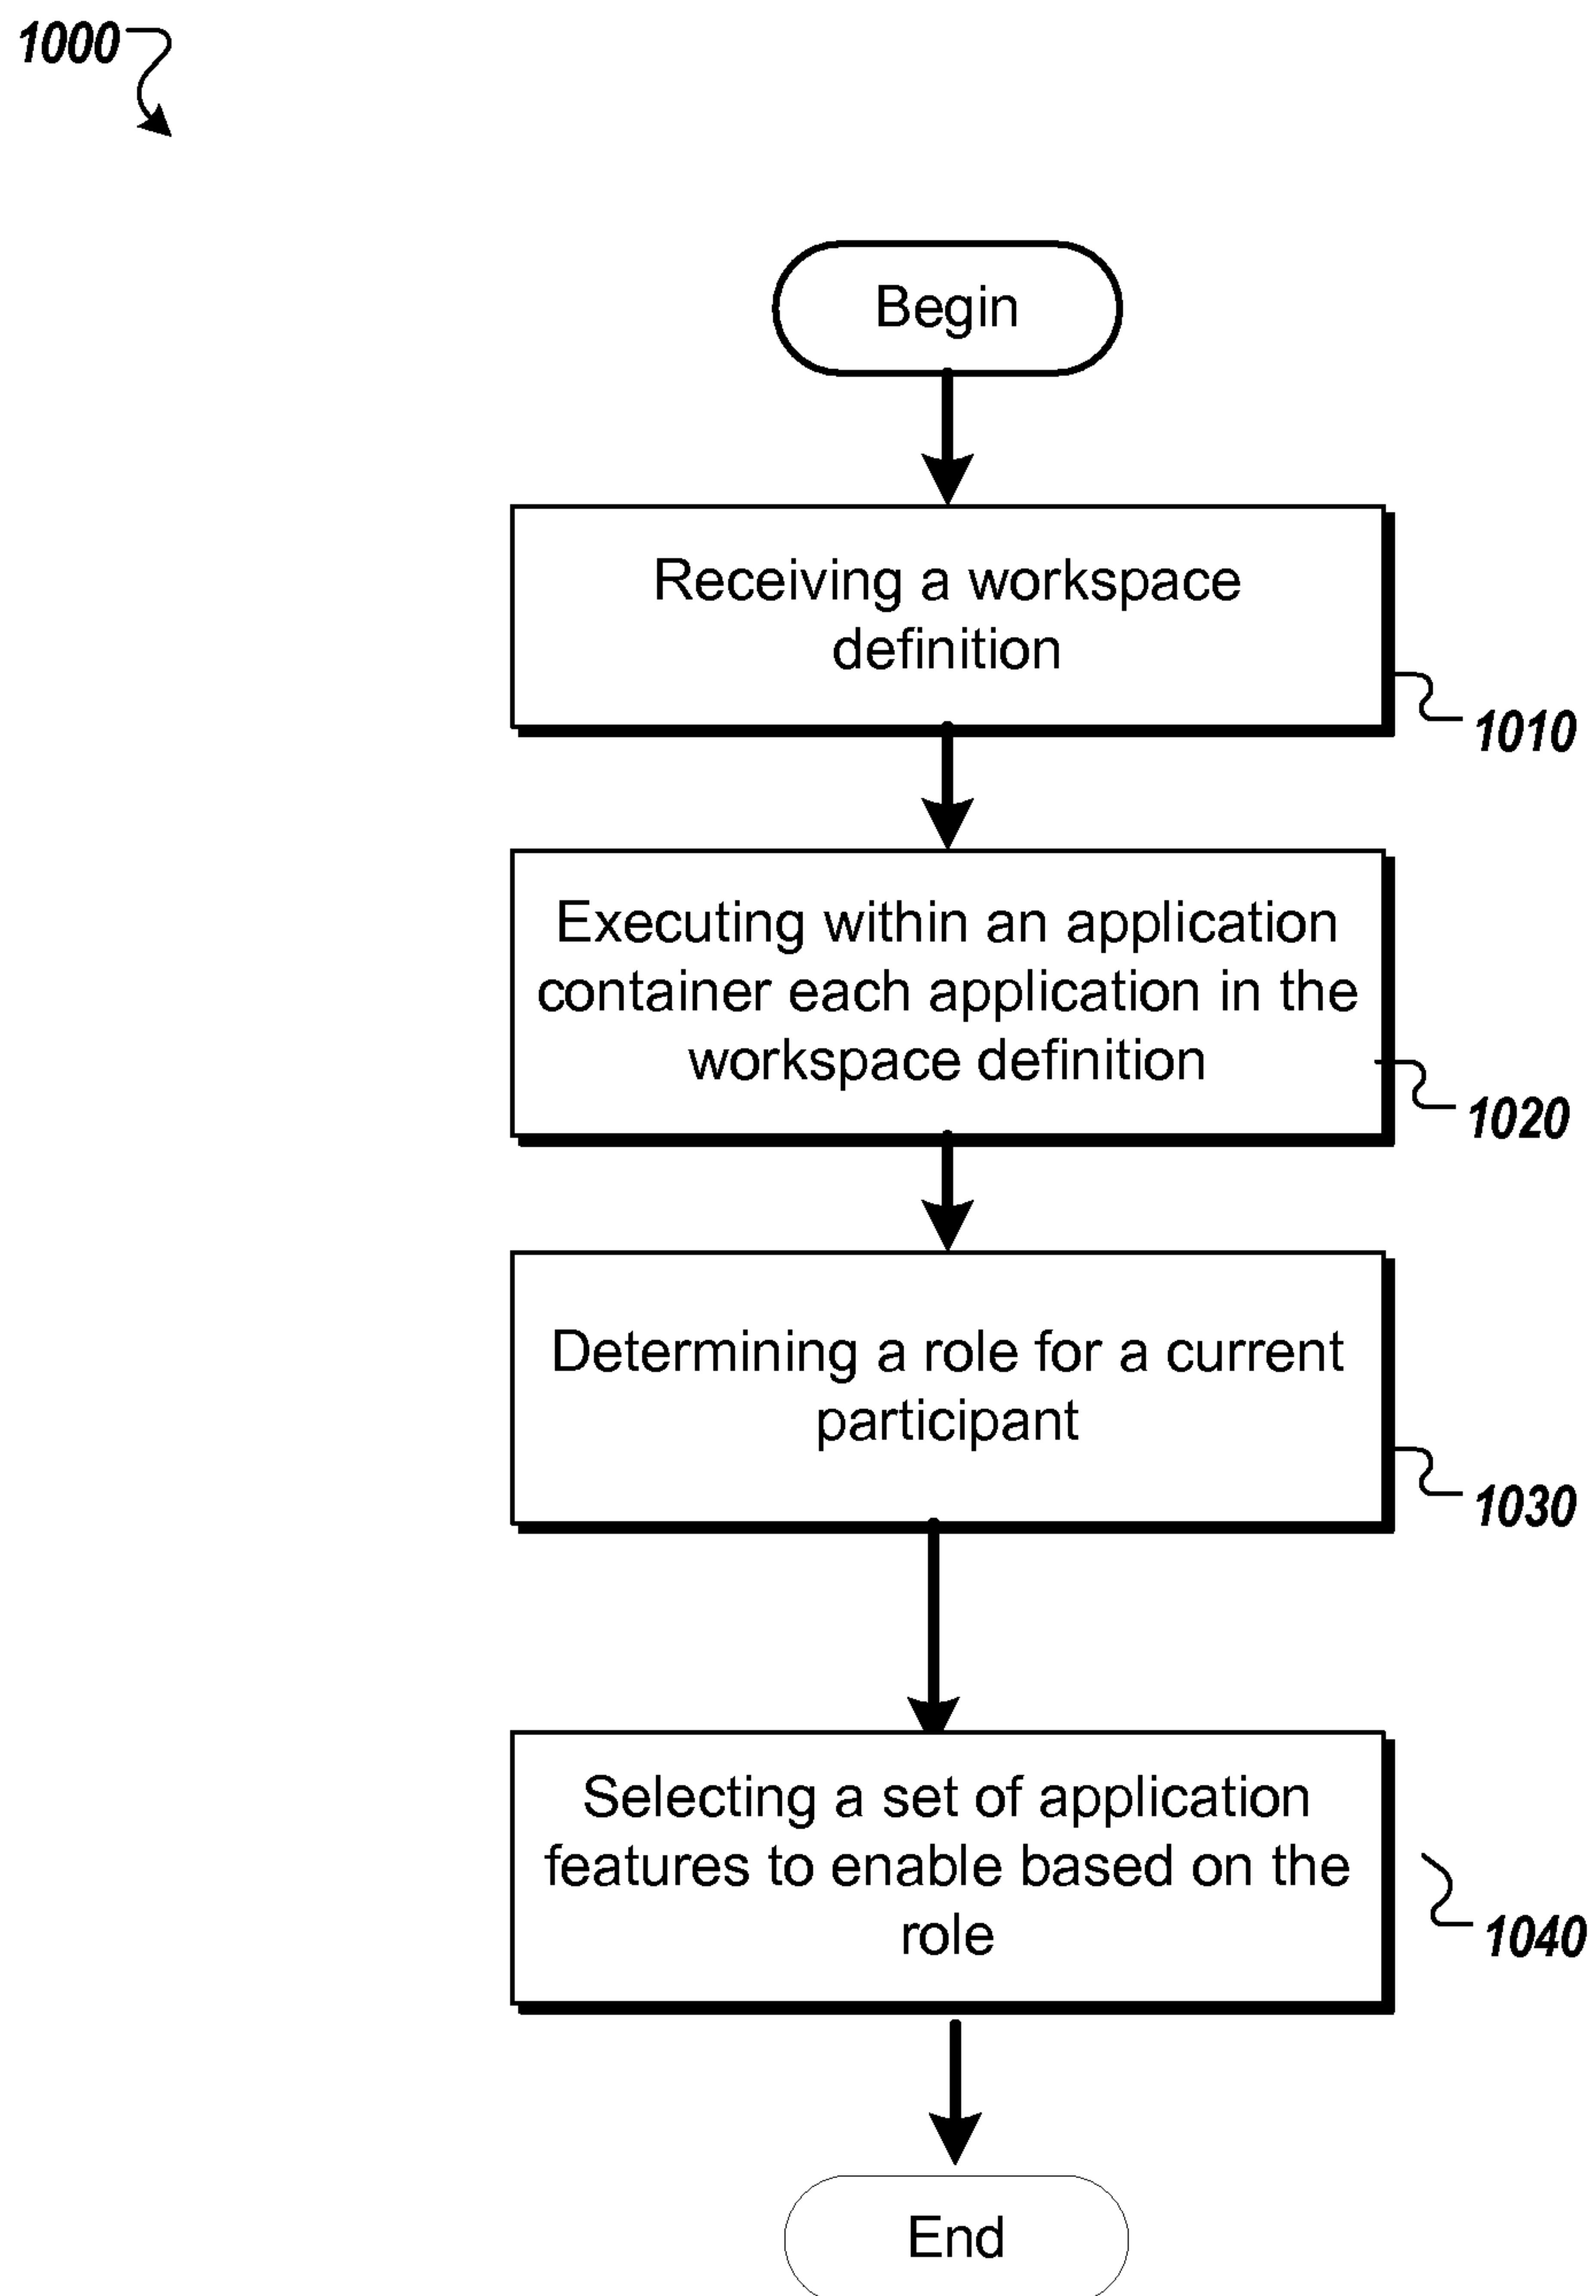 1000
Begin
Receiving a workspace
definition
1010
Executing within an application
container each application in the
workspace definition
1020
Determining a role for a current
participant
1030
Selecting a set of application
features to enable based on the
role
1040
End